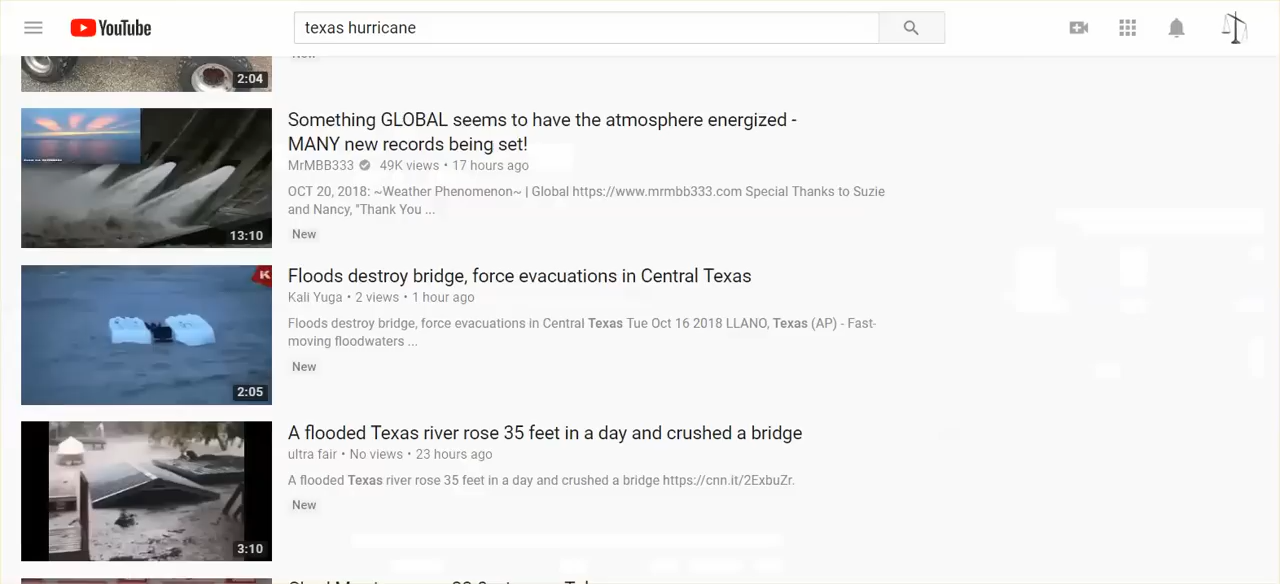 YouTube
texas hurricane
2:04
New
Something GLOBAL seems to have the atmosphere energized -
MANY new records being set!
MrMBB333 49K views • 17 hours ago
OCT 20, 2018: ~Weather Phenomenon~ | Global https://www.mrmbb333.com Special Thanks to Suzie
and Nancy, "Thank You ...
13:10
New
Floods destroy bridge, force evacuations in Central Texas
Kali Yuga • 2 views • 1 hour ago
Floods destroy bridge, force evacuations in Central Texas Tue Oct 16 2018 LLANO, Texas (AP) - Fast-
moving floodwaters ...
New
K
2:05
A flooded Texas river rose 35 feet in a day and crushed a bridge
ultra fair • No views • 23 hours ago
A flooded Texas river rose 35 feet in a day and crushed a bridge https://cnn.it/2ExbuZr.
New
3:10